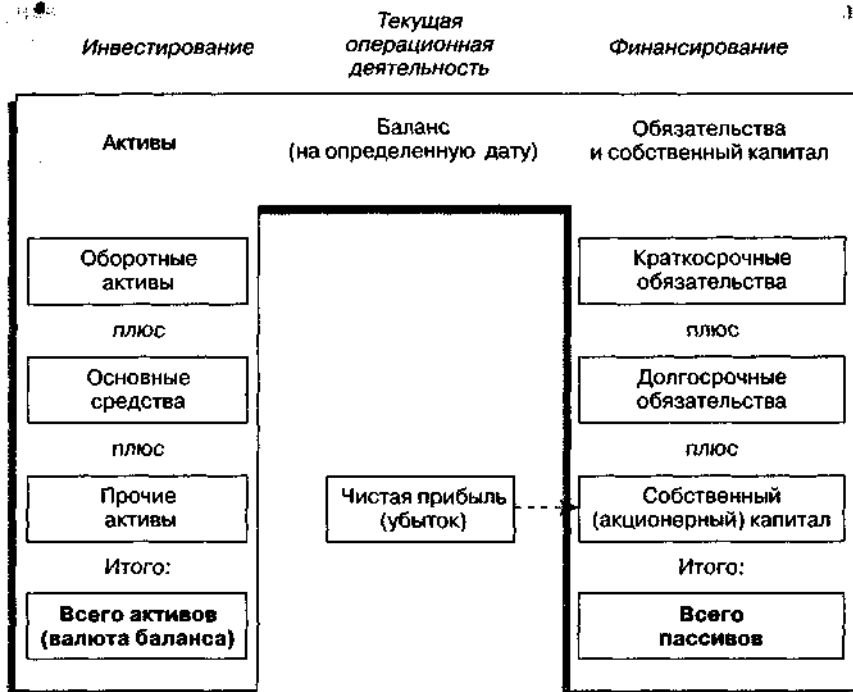 Инвестирование
Текущая
операционная
деятельность
Финансирование
Активы
Баланс
(на определенную дату)
Обязательства
и собственный капитал
Оборотные
активы
плюс
Основные
средства
плюс
Прочие
активы
Итого:
Всего активов
(валюта баланса)
Чистая прибыль
(убыток)
Краткосрочные
обязательства
плюс
Долгосрочные
обязательства
плюс
Собственный
(акционерный) капитал
Итого:
Всего
пассивов